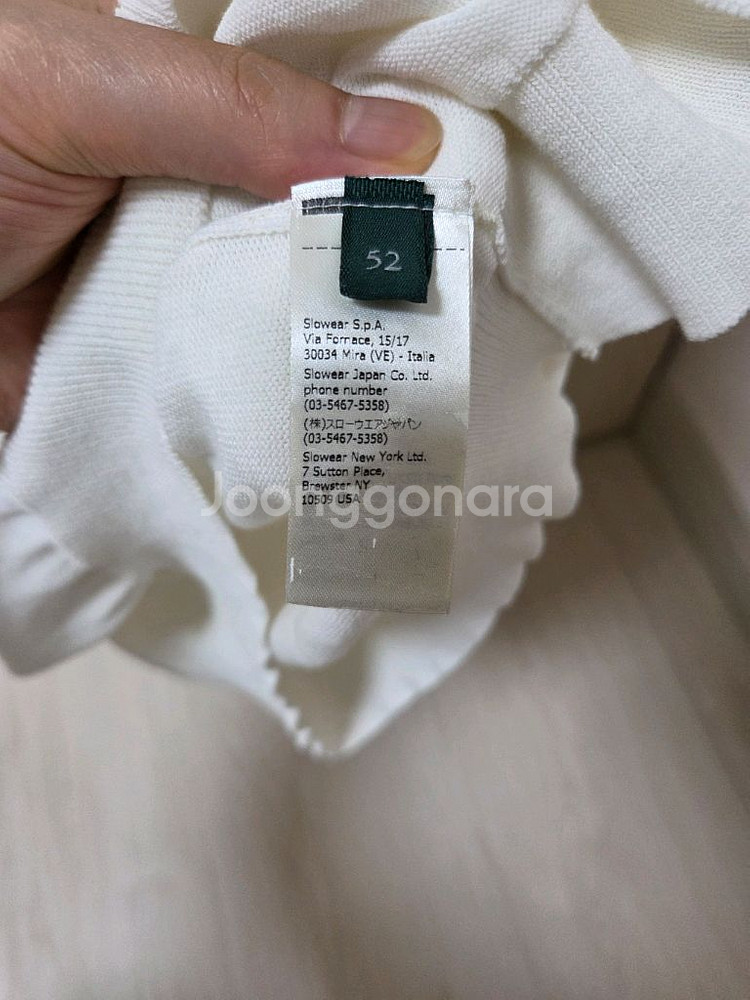 52
Slowear S.p.A.
Via Fornace, 15/17
30034 Mira (VE) - Italia
Slowear Japan Co. Ltd.
phone number
(03-5467-5358)
(株)スローウエアジャパン
(03-5467-5358)
Slowear New York Ltd.
7 Sutton Place,
Brewster NY
10509 USA
Joonggonara